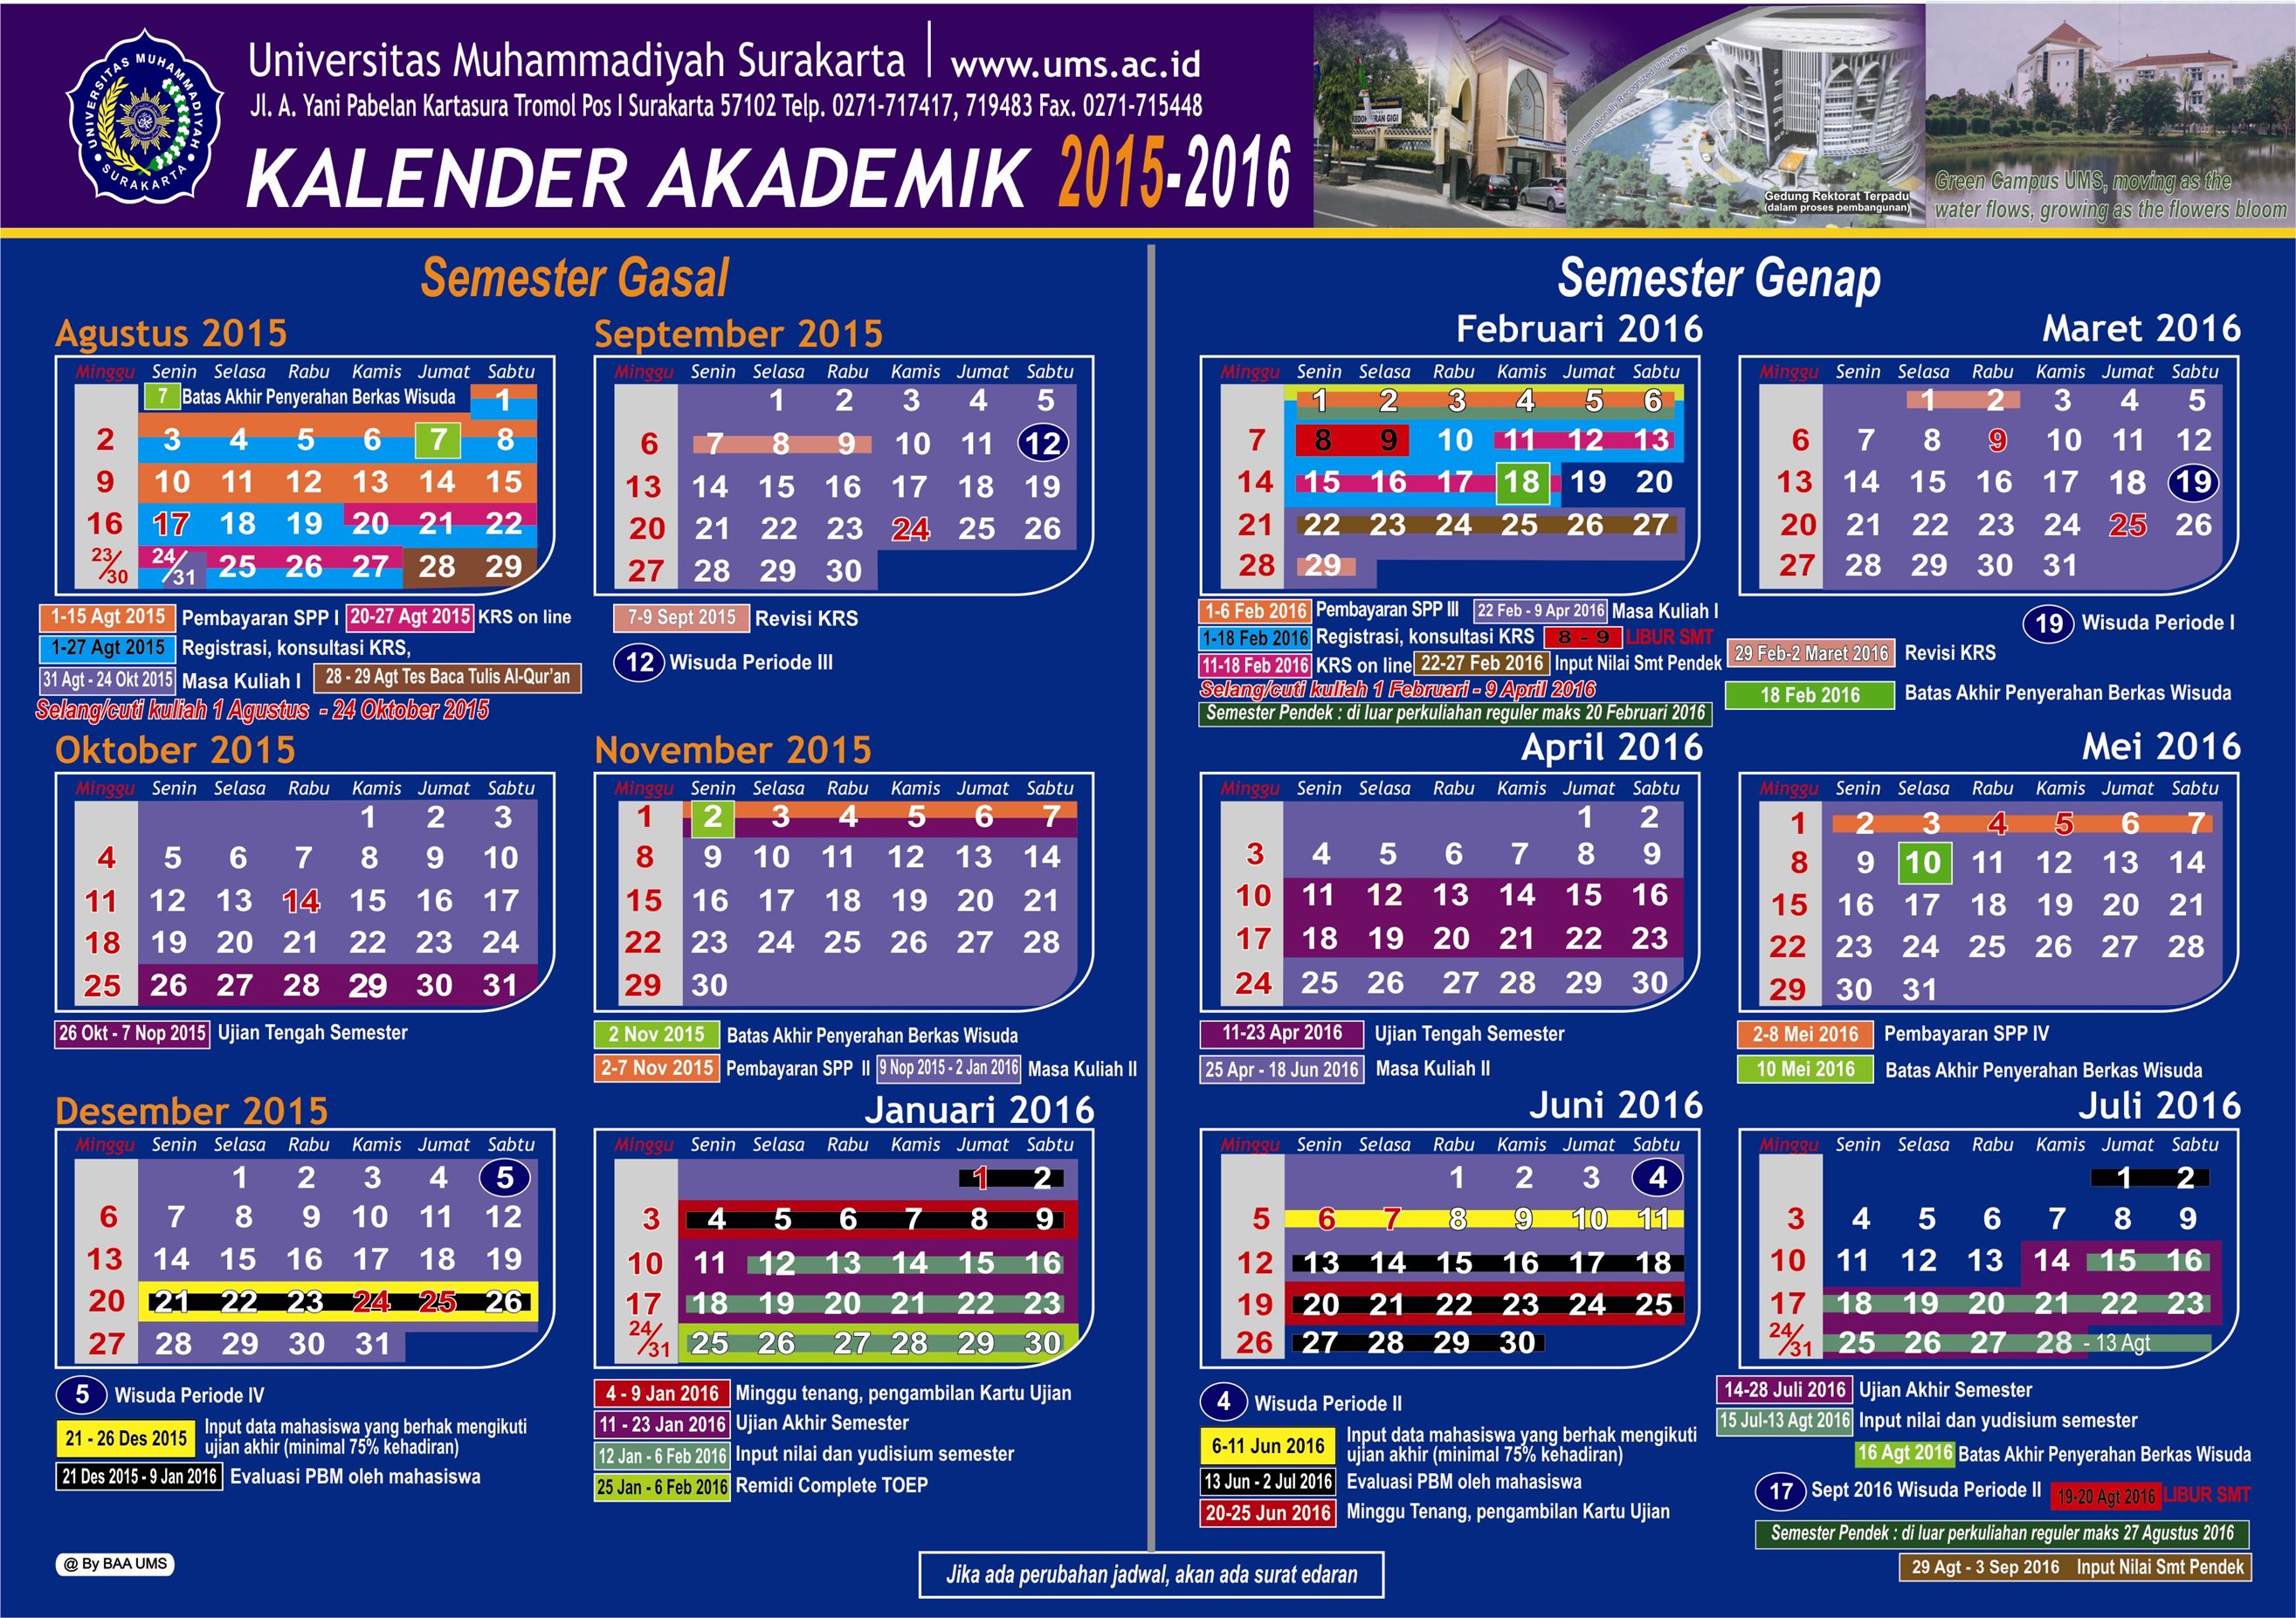 UNIVERSITAS MUHAMMADIYAH
SURAKARTA
Universitas Muhammadiyah Surakarta | www.ums.ac.id
Jl. A. Yani Pabelan Kartasura Tromol Pos I Surakarta 57102 Telp. 0271-717417, 719483 Fax. 0271-715448
KALENDER AKADEMIK 2015-2016
An Internationally Recognized University
Gedung Rektorat Terpadu
(dalam proses pembangunan)
Green Campus UMS, moving as the
water flows, growing as the flowers bloom
Semester Gasal
Agustus 2015
Minggu Senin Selasa Rabu Kamis Jumat Sabtu
7 Batas Akhir Penyerahan Berkas Wisuda 1
2 3 4 5 6 7 8
9 10 11 12 13 14 15
16 17 18 19 20 21 22
23/30 24/31 25 26 27 28 29
1-15 Agt 2015 Pembayaran SPP I 20-27 Agt 2015 KRS on line
1-27 Agt 2015 Registrasi, konsultasi KRS,
31 Agt - 24 Okt 2015 Masa Kuliah I 28 - 29 Agt Tes Baca Tulis Al-Qur'an
Selang/cuti kuliah 1 Agustus - 24 Oktober 2015
September 2015
Minggu Senin Selasa Rabu Kamis Jumat Sabtu
1 2 3 4 5
6 7 8 9 10 11 12
13 14 15 16 17 18 19
20 21 22 23 24 25 26
27 28 29 30
7-9 Sept 2015 Revisi KRS
12 Wisuda Periode III
Oktober 2015
Minggu Senin Selasa Rabu Kamis Jumat Sabtu
1 2 3
4 5 6 7 8 9 10
11 12 13 14 15 16 17
18 19 20 21 22 23 24
25 26 27 28 29 30 31
26 Okt - 7 Nop 2015 Ujian Tengah Semester
November 2015
Minggu Senin Selasa Rabu Kamis Jumat Sabtu
1 2 3 4 5 6 7
8 9 10 11 12 13 14
15 16 17 18 19 20 21
22 23 24 25 26 27 28
29 30
2 Nov 2015 Batas Akhir Penyerahan Berkas Wisuda
2-7 Nov 2015 Pembayaran SPP II 9 Nop 2015 - 2 Jan 2016 Masa Kuliah II
Desember 2015
Minggu Senin Selasa Rabu Kamis Jumat Sabtu
1 2 3 4 5
6 7 8 9 10 11 12
13 14 15 16 17 18 19
20 21 22 23 24 25 26
27 28 29 30 31
5 Wisuda Periode IV
21 - 26 Des 2015 Input data mahasiswa yang berhak mengikuti
ujian akhir (minimal 75% kehadiran)
21 Des 2015 - 9 Jan 2016 Evaluasi PBM oleh mahasiswa
Januari 2016
Minggu Senin Selasa Rabu Kamis Jumat Sabtu
1 2
3 4 5 6 7 8 9
10 11 12 13 14 15 16
17 18 19 20 21 22 23
24/31 25 26 27 28 29 30
4 - 9 Jan 2016 Minggu tenang, pengambilan Kartu Ujian
11 - 23 Jan 2016 Ujian Akhir Semester
12 Jan - 6 Feb 2016 Input nilai dan yudisium semester
25 Jan - 6 Feb 2016 Remidi Complete TOEP
Semester Genap
Februari 2016
Minggu Senin Selasa Rabu Kamis Jumat Sabtu
1 2 3 4 5 6
7 8 9 10 11 12 13
14 15 16 17 18 19 20
21 22 23 24 25 26 27
28 29
1-6 Feb 2016 Pembayaran SPP III 22 Feb - 9 Apr 2016 Masa Kuliah I
1-18 Feb 2016 Registrasi, konsultasi KRS 8 - 9 LIBUR SMT
11-18 Feb 2016 KRS on line 22-27 Feb 2016 Input Nilai Smt Pendek
Selang/cuti kuliah 1 Februari - 9 April 2016
Semester Pendek : di luar perkuliahan reguler maks 20 Februari 2016
Maret 2016
Minggu Senin Selasa Rabu Kamis Jumat Sabtu
1 2 3 4 5
6 7 8 9 10 11 12
13 14 15 16 17 18 19
20 21 22 23 24 25 26
27 28 29 30 31
19 Wisuda Periode I
29 Feb-2 Maret 2016 Revisi KRS
18 Feb 2016 Batas Akhir Penyerahan Berkas Wisuda
April 2016
Minggu Senin Selasa Rabu Kamis Jumat Sabtu
1 2
3 4 5 6 7 8 9
10 11 12 13 14 15 16
17 18 19 20 21 22 23
24 25 26 27 28 29 30
11-23 Apr 2016 Ujian Tengah Semester
25 Apr - 18 Jun 2016 Masa Kuliah II
Mei 2016
Minggu Senin Selasa Rabu Kamis Jumat Sabtu
1 2 3 4 5 6 7
8 9 10 11 12 13 14
15 16 17 18 19 20 21
22 23 24 25 26 27 28
29 30 31
2-8 Mei 2016 Pembayaran SPP IV
10 Mei 2016 Batas Akhir Penyerahan Berkas Wisuda
Juni 2016
Minggu Senin Selasa Rabu Kamis Jumat Sabtu
1 2 3 4
5 6 7 8 9 10 11
12 13 14 15 16 17 18
19 20 21 22 23 24 25
26 27 28 29 30
4 Wisuda Periode II
6-11 Jun 2016 Input data mahasiswa yang berhak mengikuti
ujian akhir (minimal 75% kehadiran)
13 Jun - 2 Jul 2016 Evaluasi PBM oleh mahasiswa
20-25 Jun 2016 Minggu Tenang, pengambilan Kartu Ujian
Juli 2016
Minggu Senin Selasa Rabu Kamis Jumat Sabtu
1 2
3 4 5 6 7 8 9
10 11 12 13 14 15 16
17 18 19 20 21 22 23
24/31 25 26 27 28 - 13 Agt
14-28 Juli 2016 Ujian Akhir Semester
15 Jul-13 Agt 2016 Input nilai dan yudisium semester
16 Agt 2016 Batas Akhir Penyerahan Berkas Wisuda
17 Sept 2016 Wisuda Periode II 19-20 Agt 2016 LIBUR SMT
Semester Pendek : di luar perkuliahan reguler maks 27 Agustus 2016
29 Agt - 3 Sep 2016 Input Nilai Smt Pendek
@ By BAA UMS
Jika ada perubahan jadwal, akan ada surat edaran